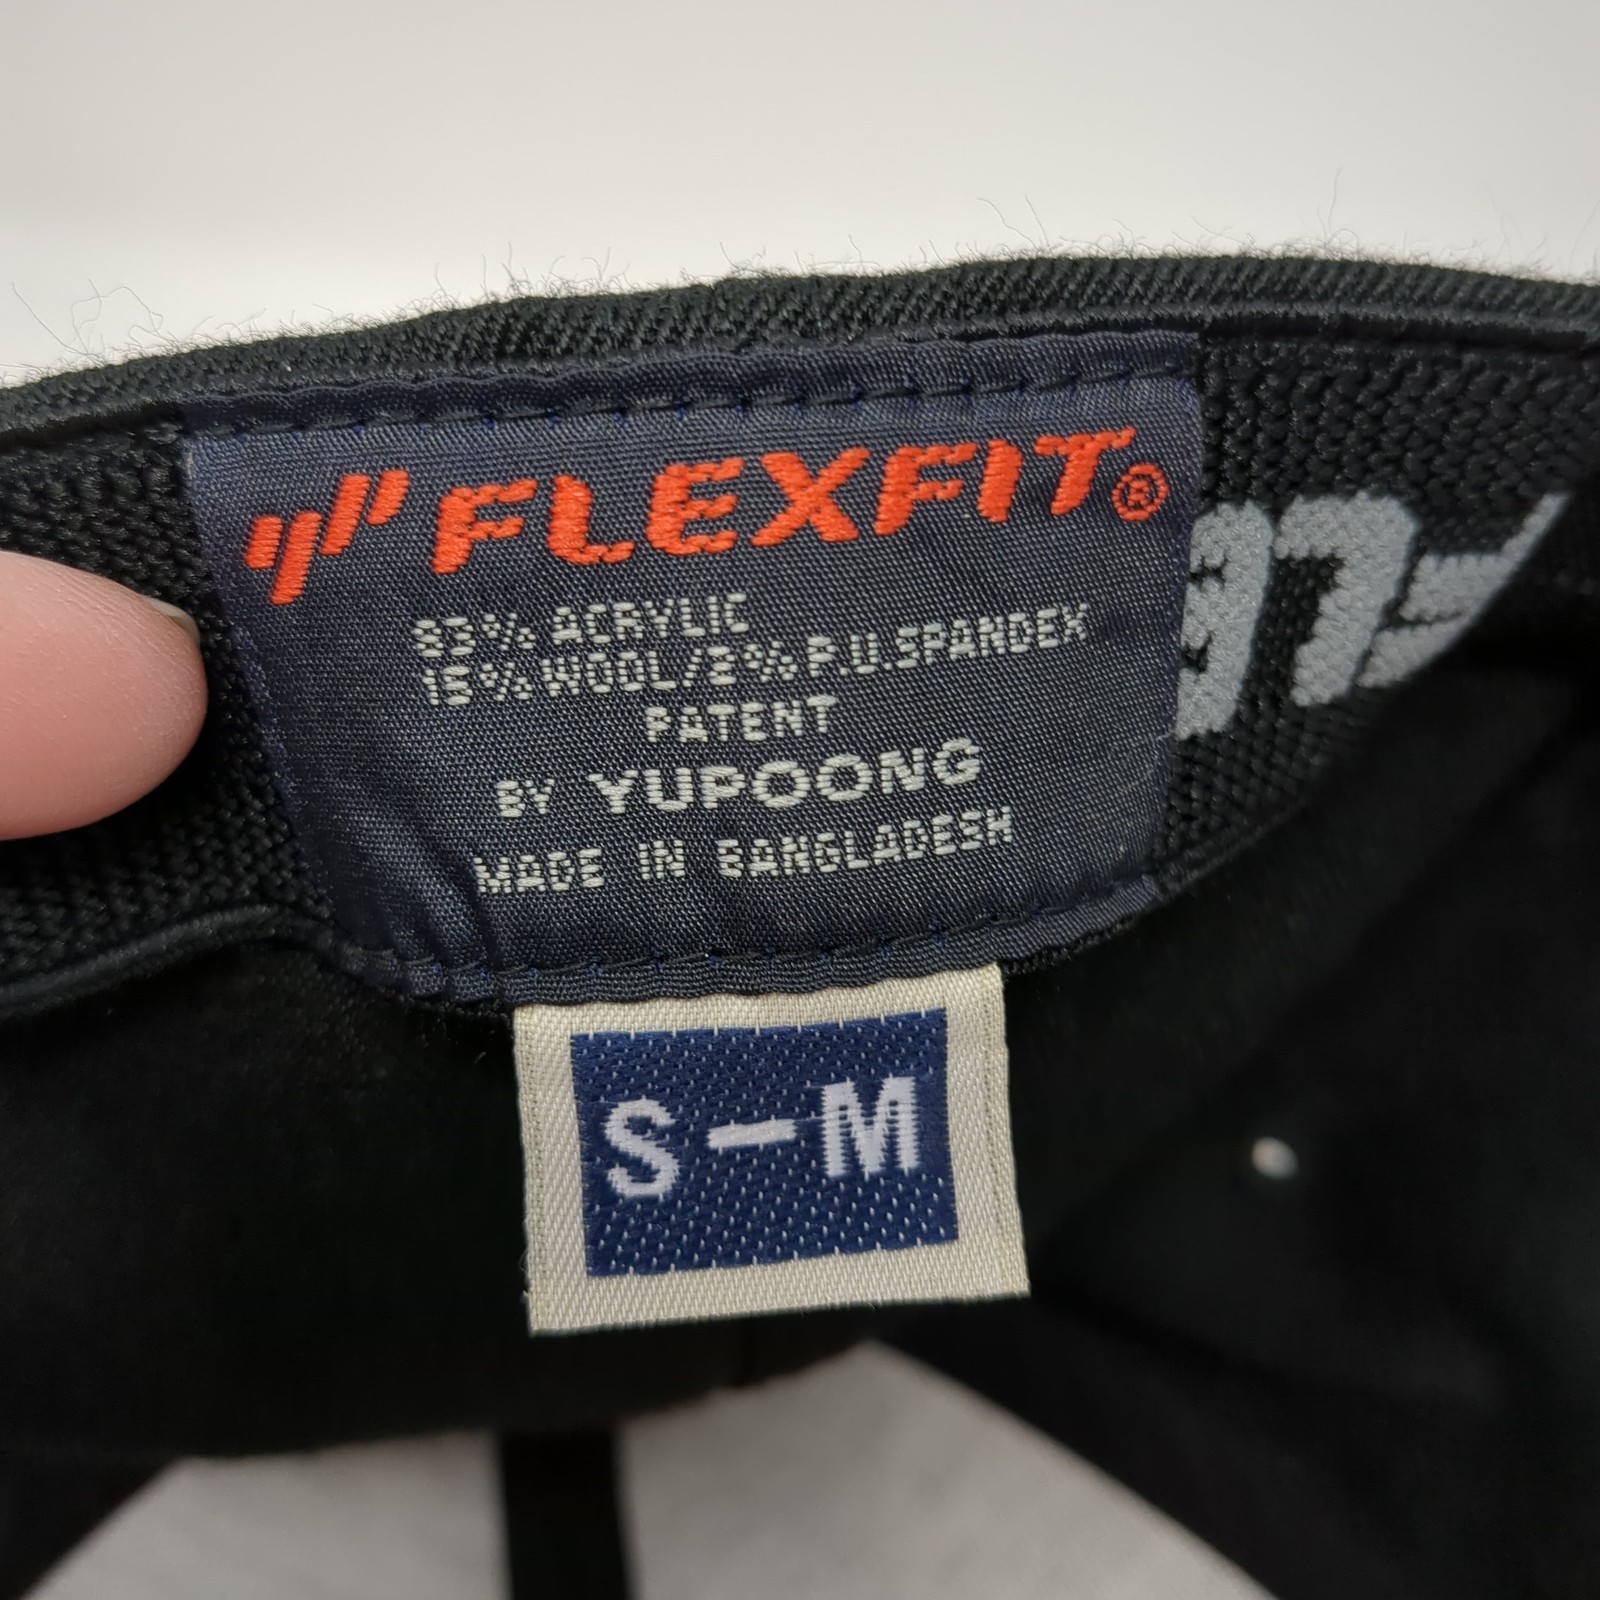 FLEXFIT®
83% ACRYLIC
15% WOOL/2% P.U.SPANDEX
PATENT
BY YUPOONG
MADE IN BANGLADESH
S-M